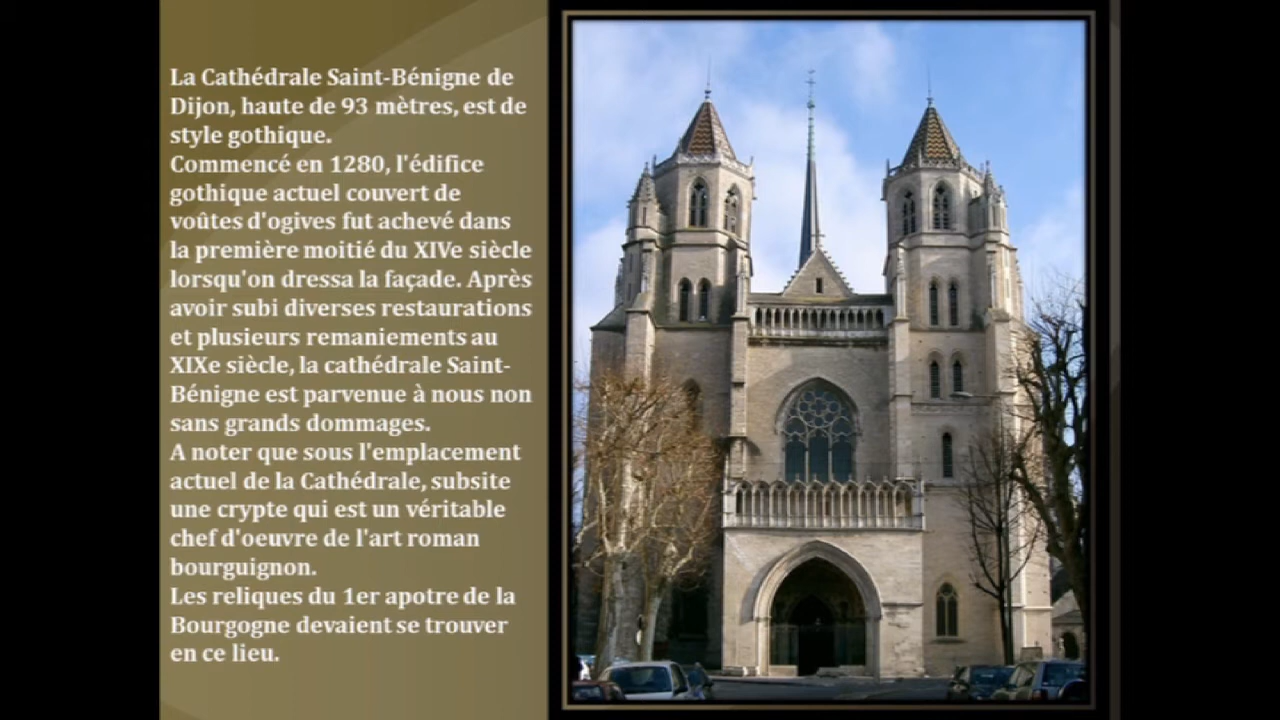 La Cathédrale Saint-Bénigne de
Dijon, haute de 93 mètres, est de
style gothique.
Commencé en 1280, l'édifice
gothique actuel couvert de
voûtes d'ogives fut achevé dans
la première moitié du XIVe siècle
lorsqu'on dressa la façade. Après
avoir subi diverses restaurations
et plusieurs remaniements au
XIXe siècle, la cathédrale Saint-
Bénigne est parvenue à nous non
sans grands dommages.
A noter que sous l'emplacement
actuel de la Cathédrale, subsite
une crypte qui est un véritable
chef d'oeuvre de l'art roman
bourguignon.
Les reliques du 1er apotre de la
Bourgogne devaient se trouver
en ce lieu.